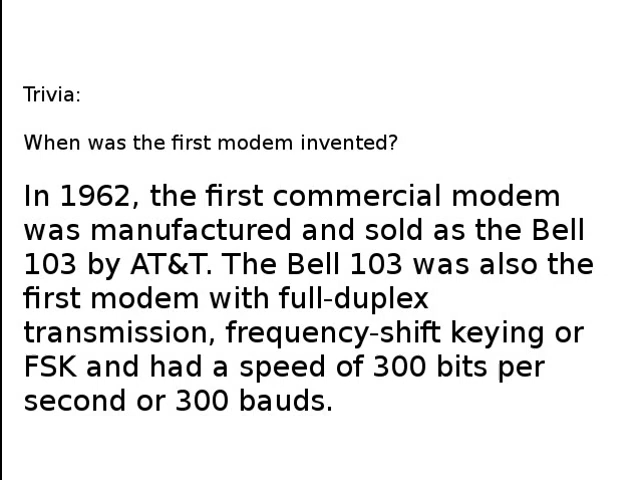 Trivia:
When was the first modem invented?
In 1962, the first commercial modem
was manufactured and sold as the Bell
103 by AT&T. The Bell 103 was also the
first modem with full-duplex
transmission, frequency-shift keying or
FSK and had a speed of 300 bits per
second or 300 bauds.